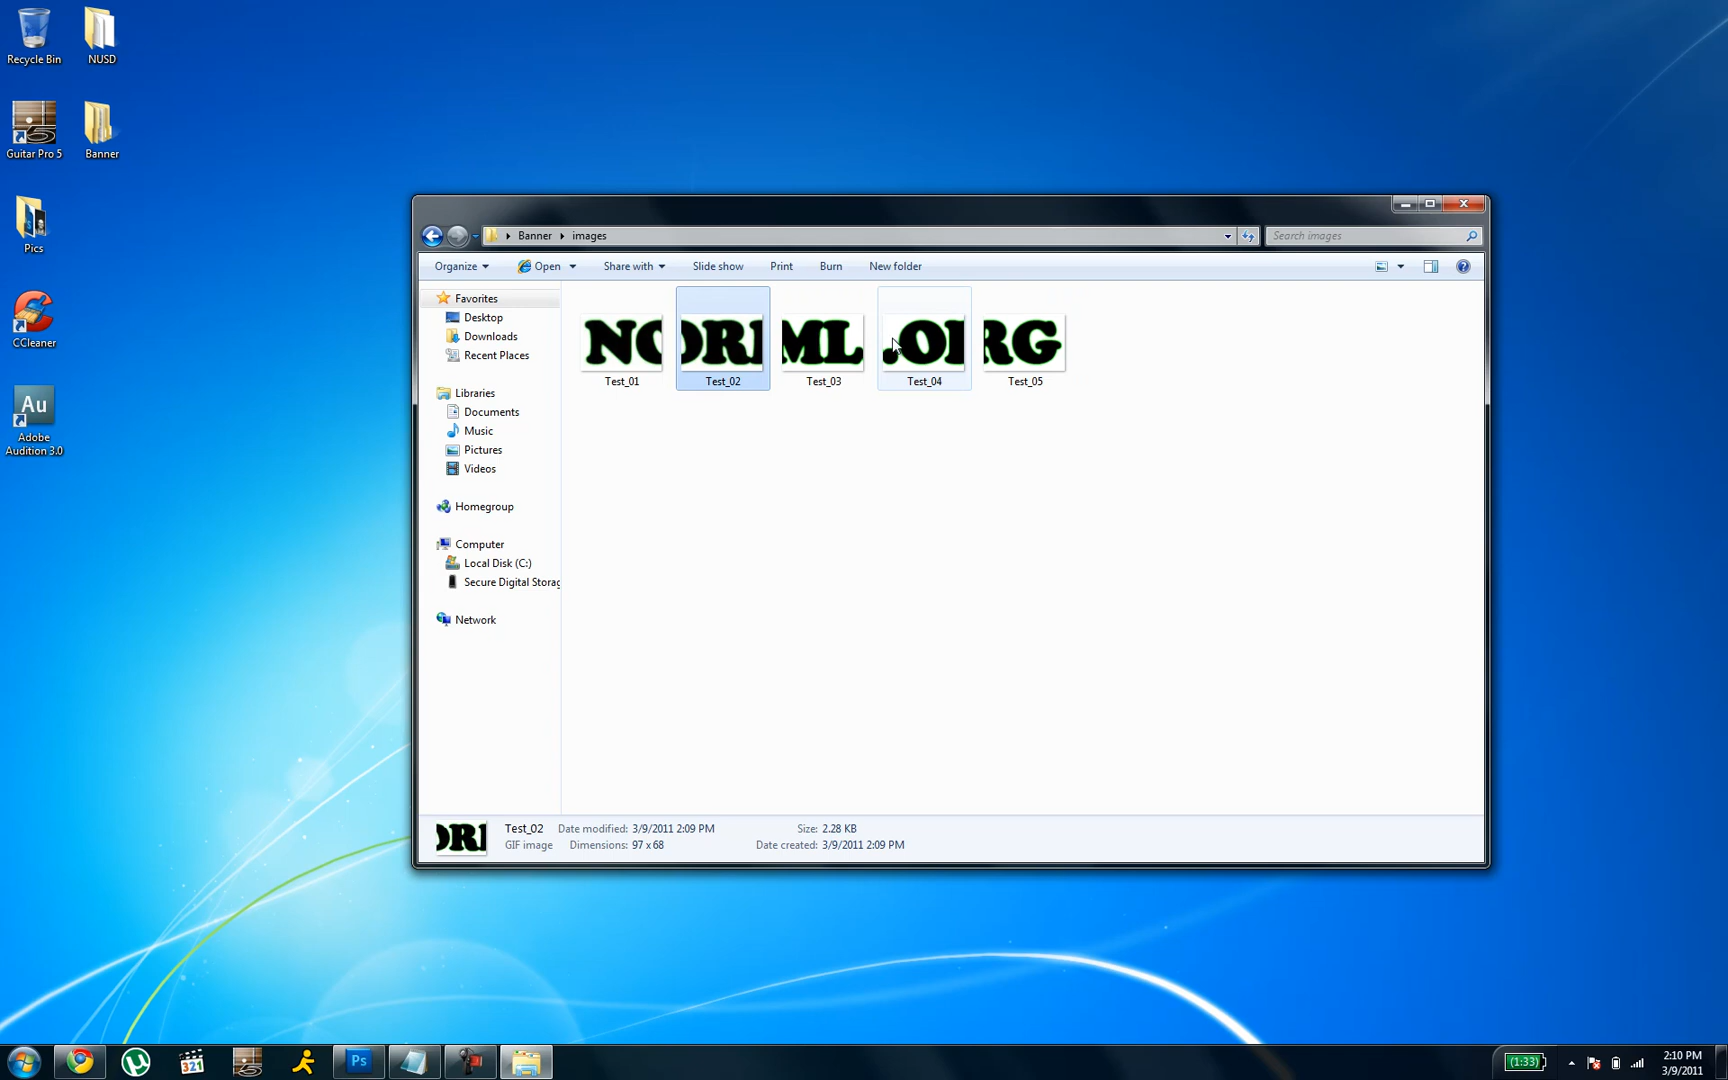 Recycle Bin
NUSD
Guitar Pro 5
Banner
Pics
CCleaner
Au
Adobe
Audition 3.0
Banner
images
Search images
Organize
Open
Share with
Slide show
Print
Burn
New folder
Favorites
Desktop
Downloads
Recent Places
Libraries
Documents
Music
Pictures
Videos
Homegroup
Computer
Local Disk (C:)
Secure Digital Storag
Network
NO
ORM
ML
.OR
RG
Test_01
Test_02
Test_03
Test_04
Test_05
Test_02 Date modified: 3/9/2011 2:09 PM Size: 2.28 KB
GIF image Dimensions: 97 x 68 Date created: 3/9/2011 2:09 PM
321
Ps
(1:33)
2:10 PM
3/9/2011